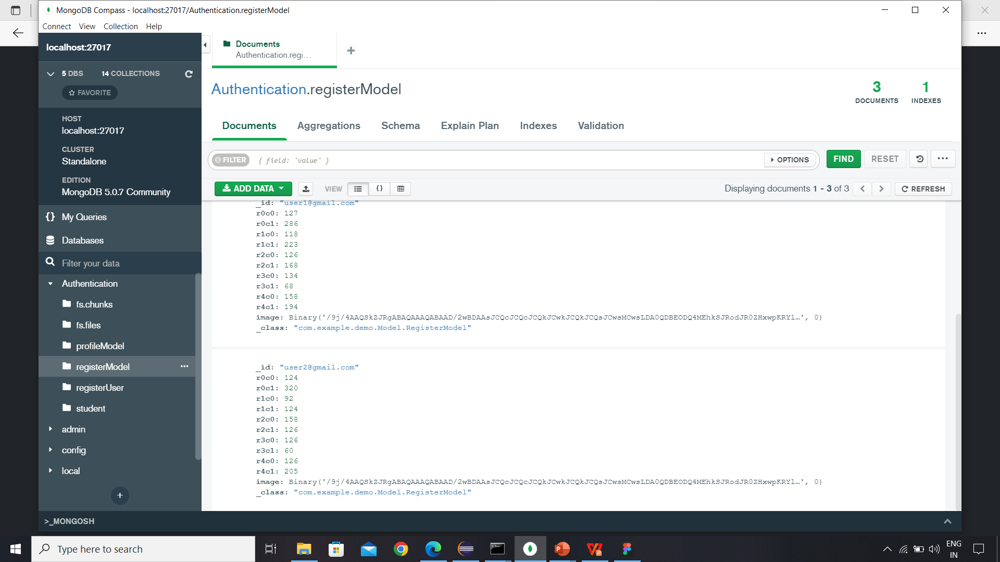 MongoDB Compass - localhost:27017/Authentication.registerModel
Connect View Collection Help
localhost:27017
5 DBS 14 COLLECTIONS
FAVORITE
HOST
localhost:27017
CLUSTER
Standalone
EDITION
MongoDB 5.0.7 Community
My Queries
Databases
Filter your data
Authentication
fs.chunks
fs.files
profileModel
registerModel
registerUser
student
admin
config
local
Documents
Authentication.regi...
Authentication.registerModel
3 DOCUMENTS
1 INDEXES
Documents Aggregations Schema Explain Plan Indexes Validation
FILTER { field: 'value' } OPTIONS FIND RESET
ADD DATA VIEW {} Displaying documents 1 - 3 of 3 REFRESH
_id: "user1@gmail.com"
r0c0: 127
r0c1: 286
r1c0: 118
r1c1: 223
r2c0: 126
r2c1: 168
r3c0: 134
r3c1: 68
r4c0: 158
r4c1: 194
image: Binary('/9j/4AAQSkZJRgABAQAAAQABAAD/2wBDAAsJCQcJCQcJCQkJCwkJCQkJCQsJCwsMCwsLDA0QDBEODQ4MEhkSJRodJR0ZHxwpKRYl…', 0)
_class: "com.example.demo.Model.RegisterModel"
_id: "user2@gmail.com"
r0c0: 124
r0c1: 320
r1c0: 92
r1c1: 124
r2c0: 158
r2c1: 126
r3c0: 126
r3c1: 60
r4c0: 126
r4c1: 205
image: Binary('/9j/4AAQSkZJRgABAQAAAQABAAD/2wBDAAsJCQcJCQcJCQkJCwkJCQkJCQsJCwsMCwsLDA0QDBEODQ4MEhkSJRodJR0ZHxwpKRYl…', 0)
_class: "com.example.demo.Model.RegisterModel"
>_MONGOSH
Type here to search
ENG
IN